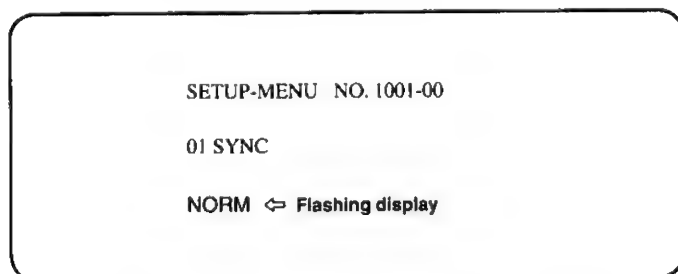 SETUP-MENU NO. 1001-00
01 SYNC
NORM ⇦ Flashing display